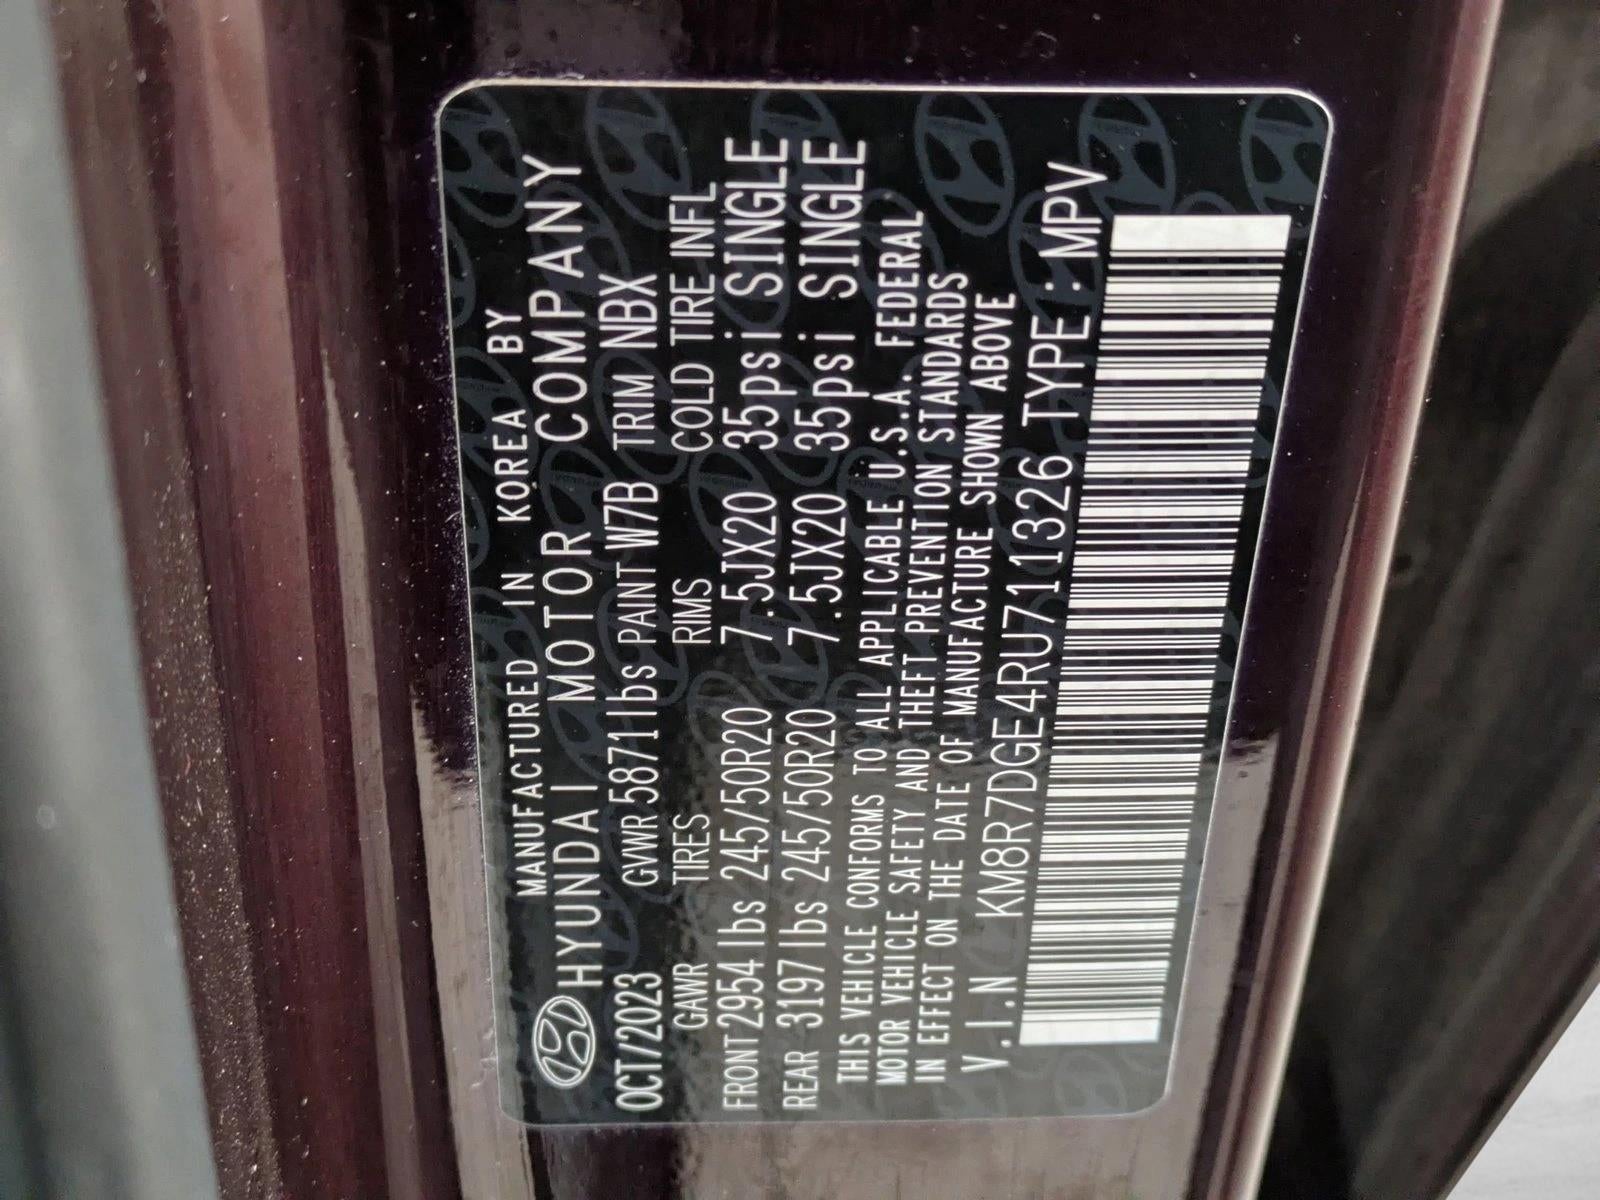 MANUFACTURED IN KOREA BY
HYUNDAI MOTOR COMPANY
OCT/2023 GVWR 5871lbs PAINT W7B TRIM NBX
GAWR TIRES RIMS COLD TIRE INFL
FRONT 2954 lbs 245/50R20 7.5JX20 35psi SINGLE
REAR 3197 lbs 245/50R20 7.5JX20 35psi SINGLE
THIS VEHICLE CONFORMS TO ALL APPLICABLE U.S.A. FEDERAL
MOTOR VEHICLE SAFETY AND THEFT PREVENTION STANDARDS
IN EFFECT ON THE DATE OF MANUFACTURE SHOWN ABOVE
V.I.N KM8R7DGE4RU711326 TYPE:MPV